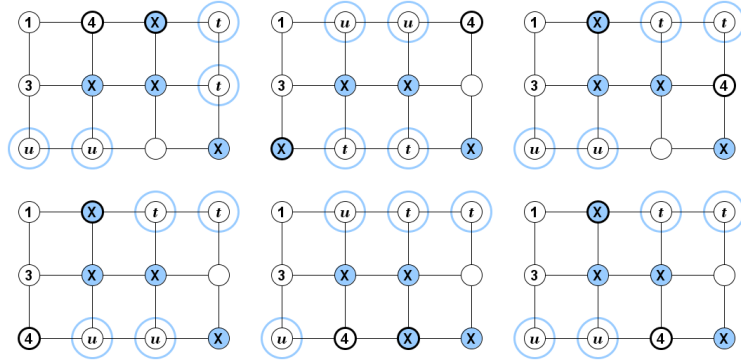 1 4 X t 1 u u 4 1 X t t
3 X X t 3 X X 3 X X 4
u u X X t t X u u X
1 X t t 1 u t t 1 X t t
3 X X 3 X X 3 X X
4 u u X u 4 X X u u 4 X